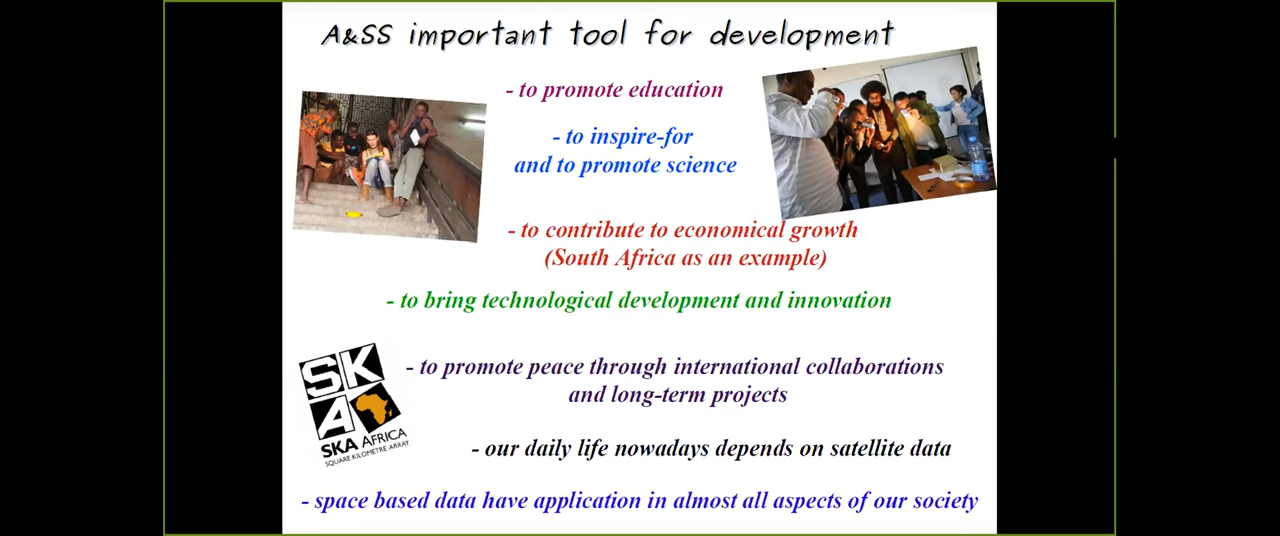 A&SS important tool for development
- to promote education
- to inspire-for
and to promote science
- to contribute to economical growth
(South Africa as an example)
- to bring technological development and innovation
SK
A
SKA AFRICA
SQUARE KILOMETRE ARRAY
- to promote peace through international collaborations
and long-term projects
- our daily life nowadays depends on satellite data
- space based data have application in almost all aspects of our society